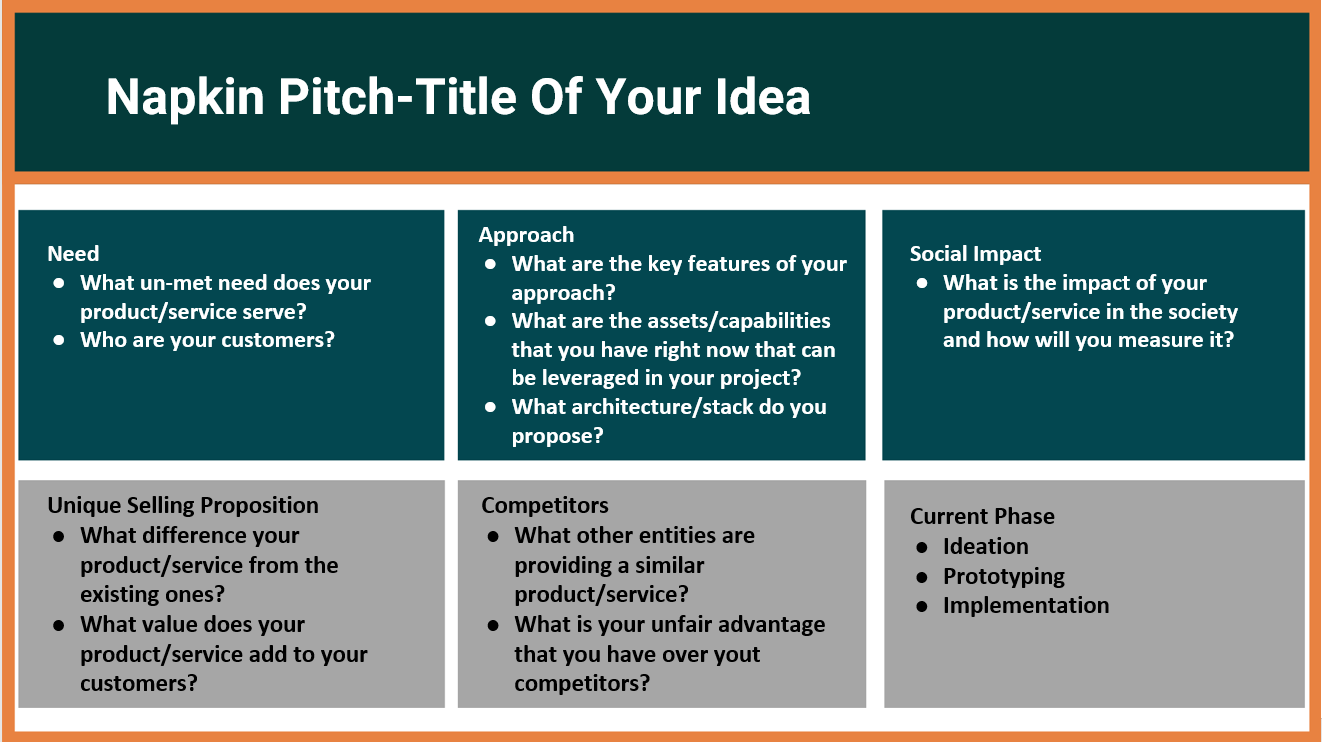 Napkin Pitch-Title Of Your Idea
Need
● What un-met need does your
product/service serve?
● Who are your customers?
Approach
● What are the key features of your
approach?
● What are the assets/capabilities
that you have right now that can
be leveraged in your project?
● What architecture/stack do you
propose?
Social Impact
● What is the impact of your
product/service in the society
and how will you measure it?
Unique Selling Proposition
● What difference your
product/service from the
existing ones?
● What value does your
product/service add to your
customers?
Competitors
● What other entities are
providing a similar
product/service?
● What is your unfair advantage
that you have over yout
competitors?
Current Phase
● Ideation
● Prototyping
● Implementation